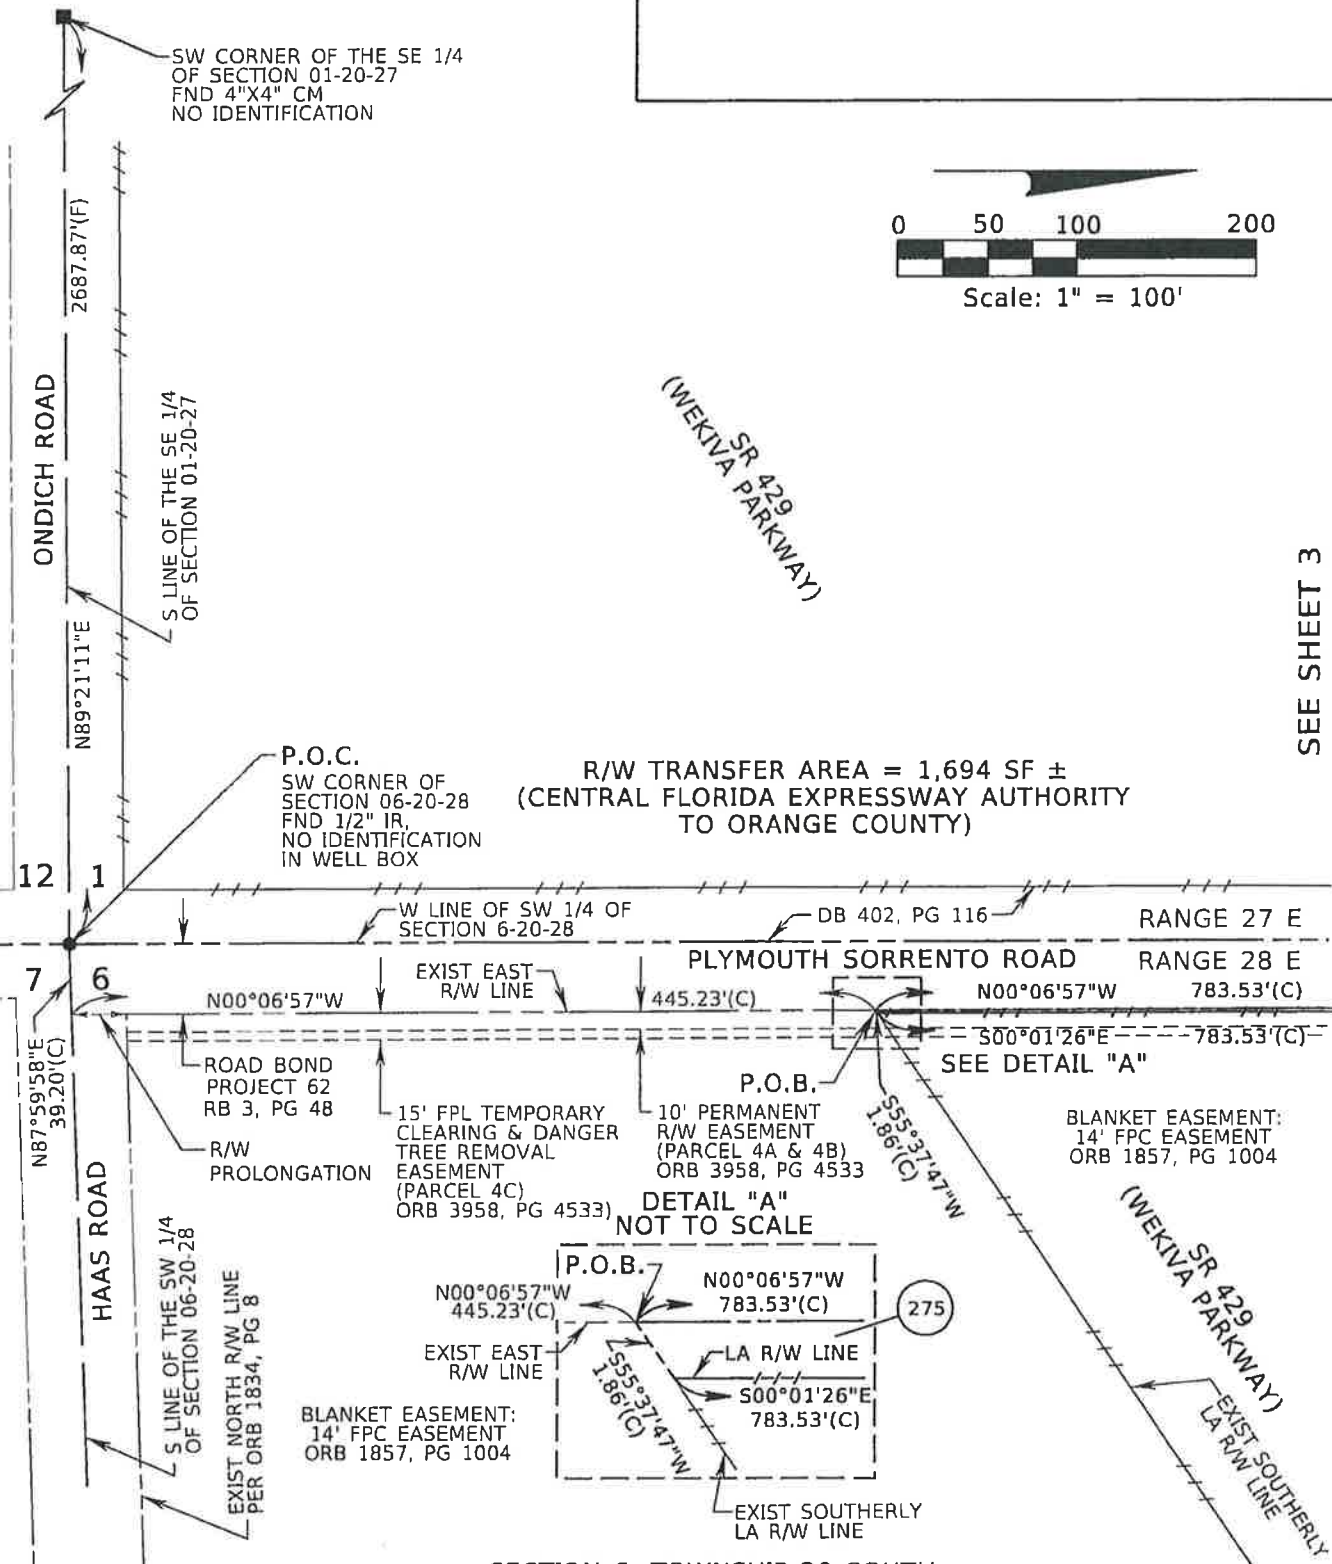 SW CORNER OF THE SE 1/4
OF SECTION 01-20-27
FND 4"X4" CM
NO IDENTIFICATION
2687.87'(F)
ONDICH ROAD
S LINE OF THE SE 1/4
OF SECTION 01-20-27
N89°21'11"E
0 50 100 200
Scale: 1" = 100'
SR 429
(WEKIVA PARKWAY)
SEE SHEET 3
P.O.C.
SW CORNER OF
SECTION 06-20-28
FND 1/2" IR,
NO IDENTIFICATION
IN WELL BOX
R/W TRANSFER AREA = 1,694 SF ±
(CENTRAL FLORIDA EXPRESSWAY AUTHORITY
TO ORANGE COUNTY)
12 1
W LINE OF SW 1/4 OF
SECTION 6-20-28
DB 402, PG 116
RANGE 27 E
7 6
EXIST EAST
R/W LINE
PLYMOUTH SORRENTO ROAD
RANGE 28 E
N00°06'57"W
445.23'(C)
N00°06'57"W 783.53'(C)
S00°01'26"E 783.53'(C)
SEE DETAIL "A"
N87°59'58"E
39.20'(C)
ROAD BOND
PROJECT 62
RB 3, PG 48
R/W
PROLONGATION
15' FPL TEMPORARY
CLEARING & DANGER
TREE REMOVAL
EASEMENT
(PARCEL 4C)
ORB 3958, PG 4533)
P.O.B.
10' PERMANENT
R/W EASEMENT
(PARCEL 4A & 4B)
ORB 3958, PG 4533
S55°37'47"W
1.86'(C)
BLANKET EASEMENT:
14' FPC EASEMENT
ORB 1857, PG 1004
HAAS ROAD
S LINE OF THE SW 1/4
OF SECTION 06-20-28
EXIST NORTH R/W LINE
PER ORB 1834, PG 8
DETAIL "A"
NOT TO SCALE
P.O.B.
N00°06'57"W
445.23'(C)
N00°06'57"W
783.53'(C)
275
EXIST EAST
R/W LINE
LA R/W LINE
S55°37'47"W
1.86'(C)
S00°01'26"E
783.53'(C)
BLANKET EASEMENT:
14' FPC EASEMENT
ORB 1857, PG 1004
EXIST SOUTHERLY
LA R/W LINE
SR 429
(WEKIVA PARKWAY)
EXIST SOUTHERLY
LA R/W LINE